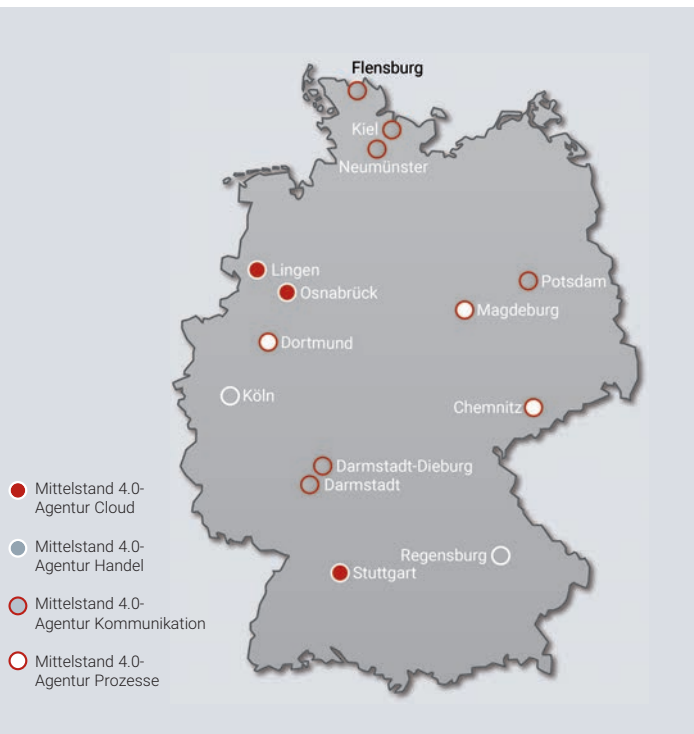 Flensburg
Kiel
Neumünster
Lingen
Osnabrück
Potsdam
Magdeburg
Dortmund
Köln
Chemnitz
Darmstadt-Dieburg
Darmstadt
Regensburg
Stuttgart
Mittelstand 4.0-
Agentur Cloud
Mittelstand 4.0-
Agentur Handel
Mittelstand 4.0-
Agentur Kommunikation
Mittelstand 4.0-
Agentur Prozesse